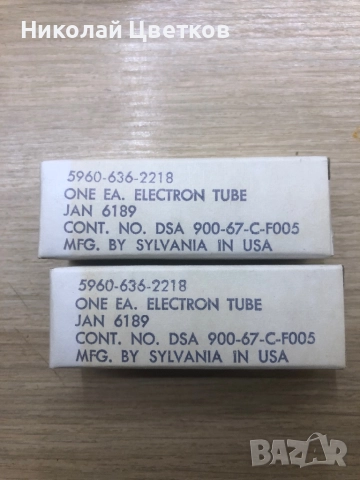 Николай Цветков
5960-636-2218
ONE EA. ELECTRON TUBE
JAN 6189
CONT. NO. DSA 900-67-C-F005
MFG. BY SYLVANIA IN USA
5960-636-2218
ONE EA. ELECTRON TUBE
JAN 6189
CONT. NO. DSA 900-67-C-F005
MFG. BY SYLVANIA IN USA
BAZAR